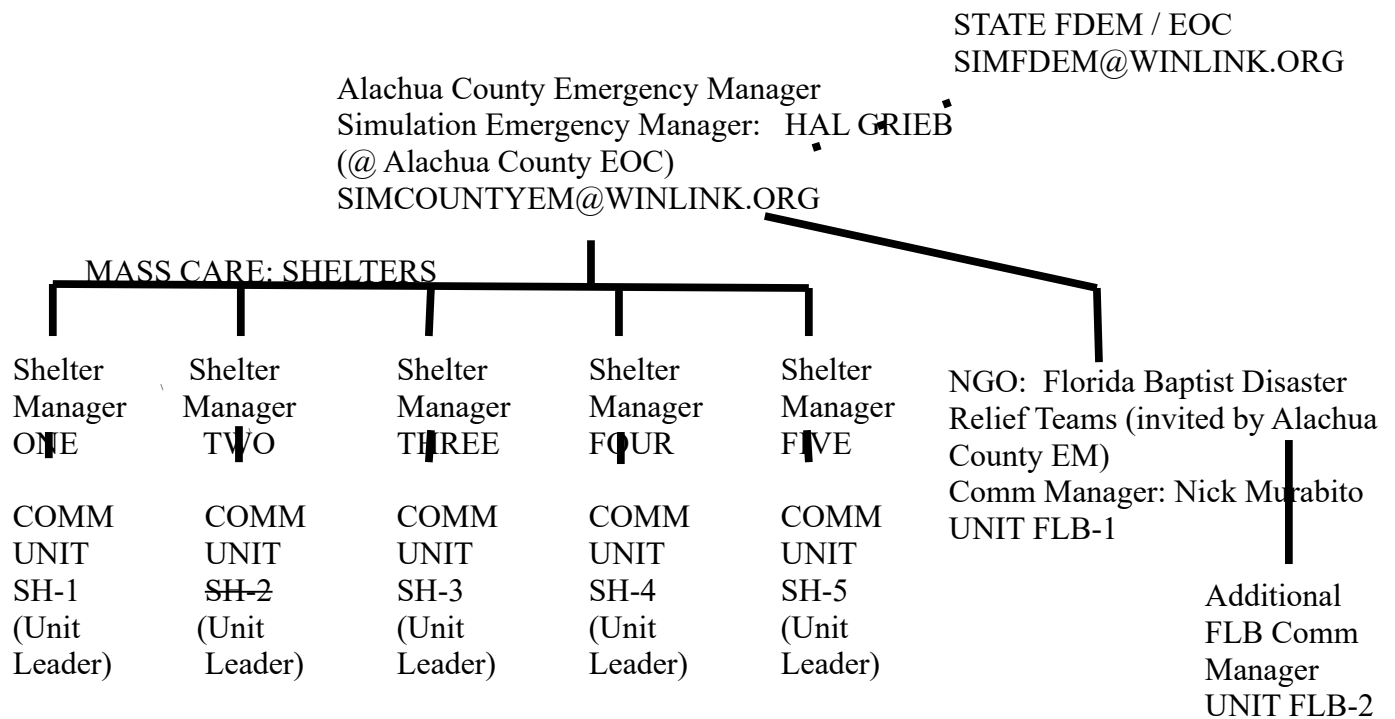 STATE FDEM / EOC
SIMFDEM@WINLINK.ORG
Alachua County Emergency Manager
Simulation Emergency Manager: HAL GRIEB
(@ Alachua County EOC)
SIMCOUNTYEM@WINLINK.ORG
MASS CARE: SHELTERS
Shelter
Manager
ONE
COMM
UNIT
SH-1
(Unit
Leader)
Shelter
Manager
TWO
COMM
UNIT
SH-2
(Unit
Leader)
Shelter
Manager
THREE
COMM
UNIT
SH-3
(Unit
Leader)
Shelter
Manager
FOUR
COMM
UNIT
SH-4
(Unit
Leader)
Shelter
Manager
FIVE
COMM
UNIT
SH-5
(Unit
Leader)
NGO: Florida Baptist Disaster
Relief Teams (invited by Alachua
County EM)
Comm Manager: Nick Murabito
UNIT FLB-1
Additional
FLB Comm
Manager
UNIT FLB-2